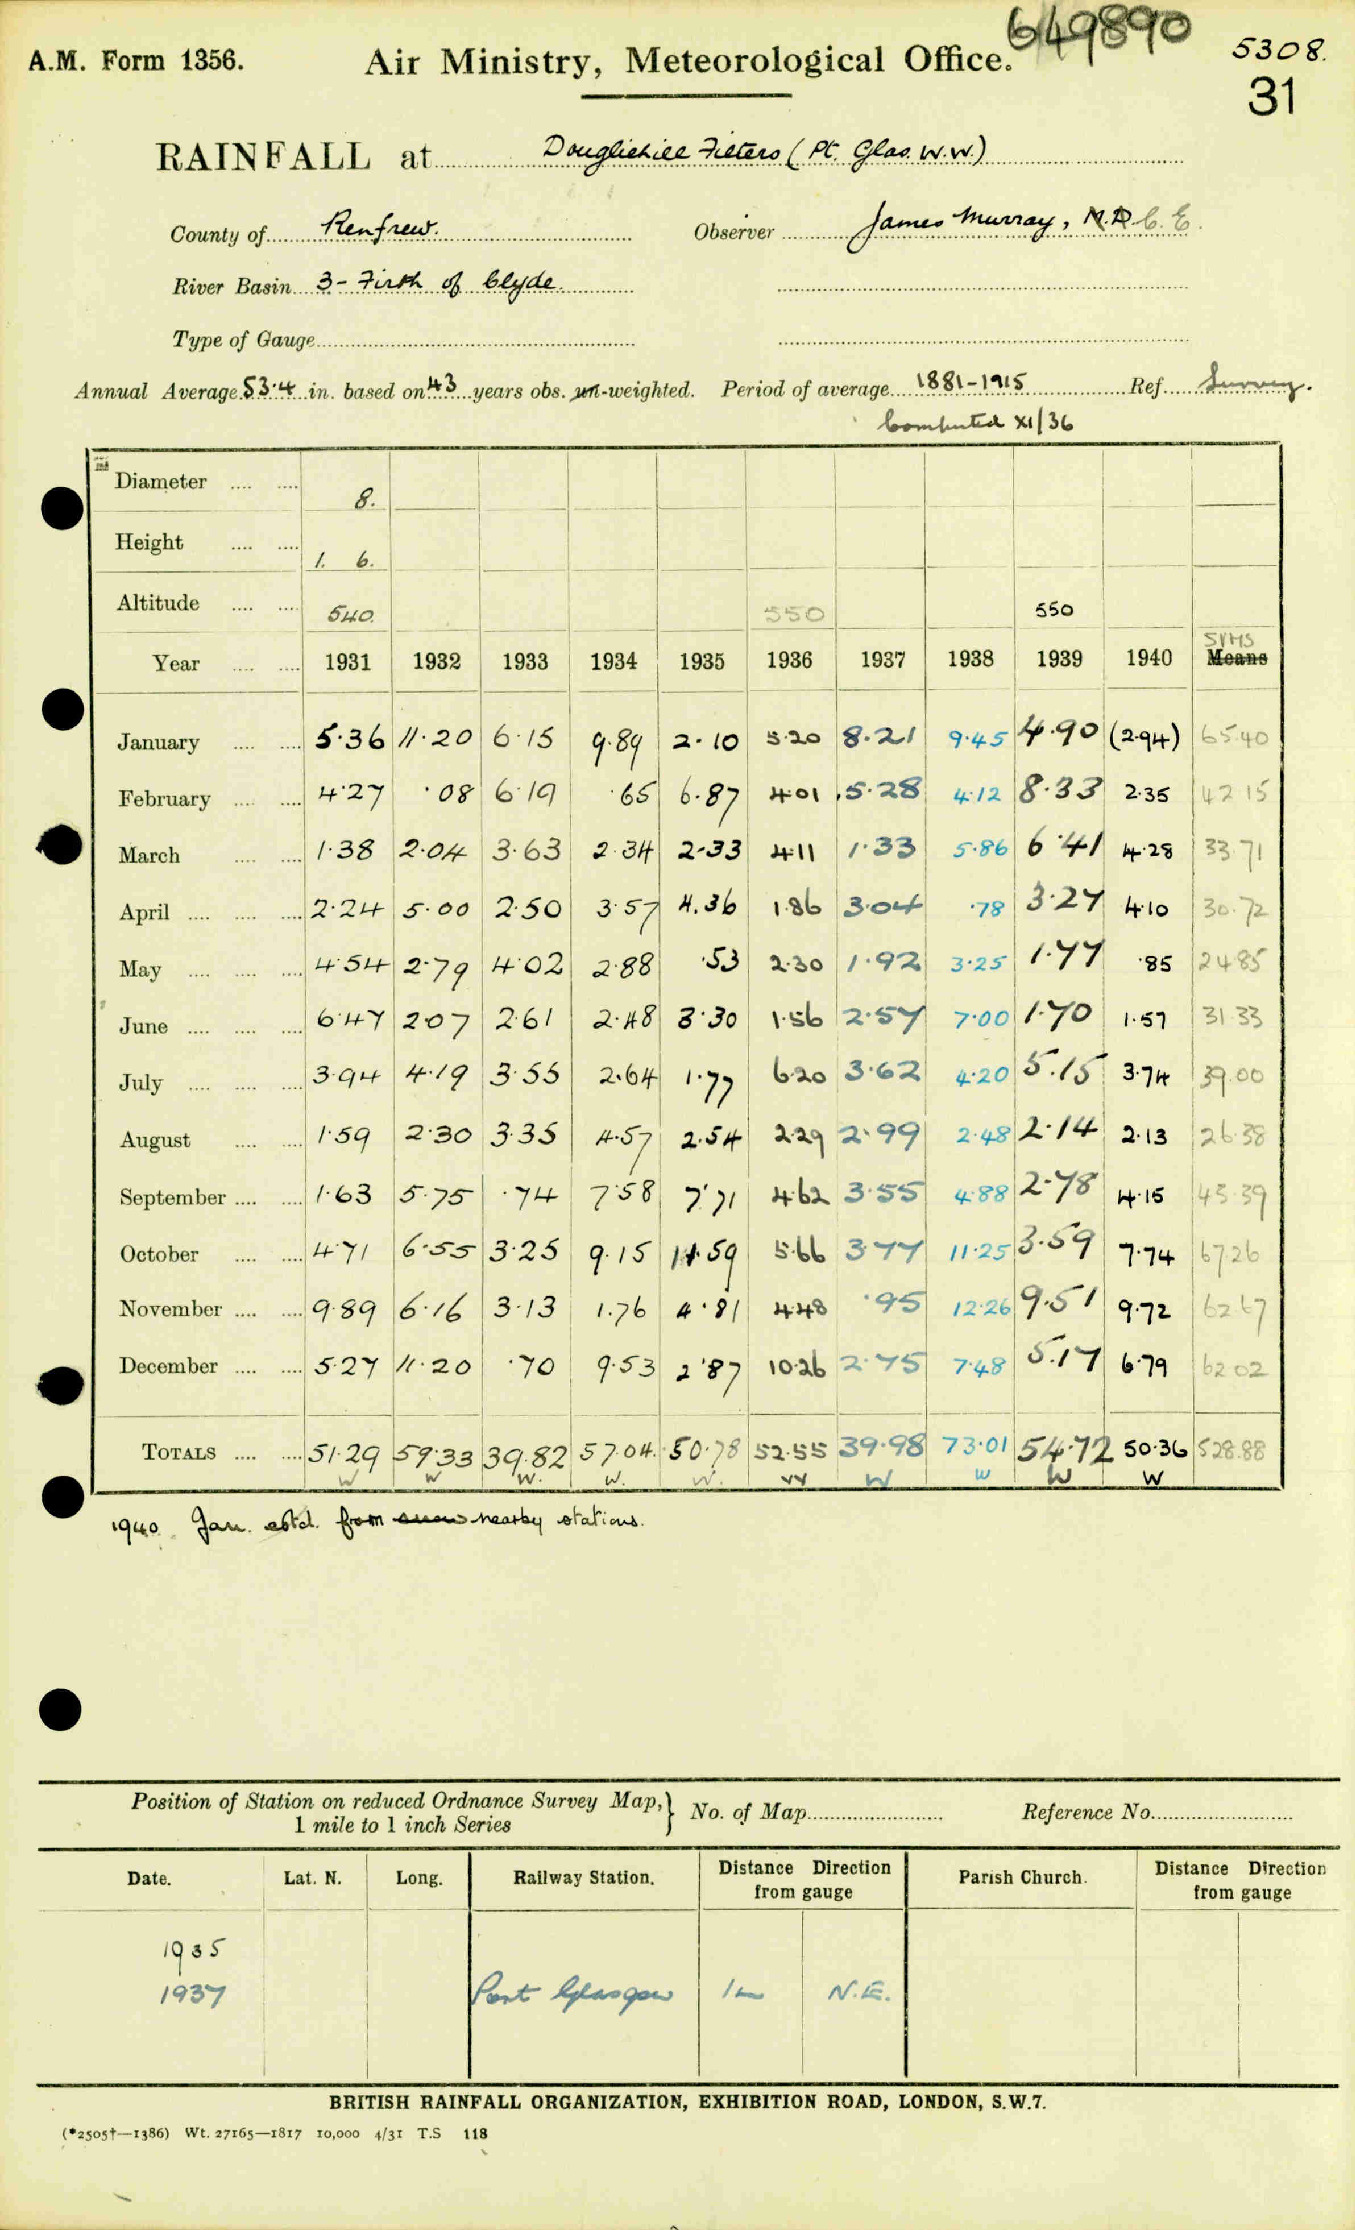 649890
5308.
A.M. Form 1356. Air Ministry, Meteorological Office.
31
RAINFALL at Dougliehill Filters (Pt. Glas. W.W.)
County of Renfrew. Observer James Murray, M.D. C.E.
River Basin 3 - Firth of Clyde.
Type of Gauge
Annual Average 53.4 in. based on 43 years obs. un-weighted. Period of average 1881-1915 Ref. Survey.
Computed XI/36
Diameter 8.
Height 1. 6.
Altitude 540. 550 550
SUMS
Year 1931 1932 1933 1934 1935 1936 1937 1938 1939 1940 Means
January 5.36 11.20 6.15 9.89 2.10 5.20 8.21 9.45 4.90 (2.94) 65.40
February 4.27 .08 6.19 .65 6.87 4.01 5.28 4.12 8.33 2.35 42.15
March 1.38 2.04 3.63 2.34 2.33 4.11 1.33 5.86 6.41 4.28 33.71
April 2.24 5.00 2.50 3.57 4.36 1.86 3.04 .78 3.27 4.10 30.72
May 4.54 2.79 4.02 2.88 .53 2.30 1.92 3.25 1.77 .85 24.85
June 6.47 2.07 2.61 2.48 3.30 1.56 2.57 7.00 1.70 1.57 31.33
July 3.94 4.19 3.55 2.64 1.77 6.20 3.62 4.20 5.15 3.74 39.00
August 1.59 2.30 3.35 4.57 2.54 2.29 2.99 2.48 2.14 2.13 26.38
September 1.63 5.75 .74 7.58 7.71 4.62 3.55 4.88 2.78 4.15 43.39
October 4.71 6.55 3.25 9.15 11.59 5.66 3.77 11.25 3.59 7.74 67.26
November 9.89 6.16 3.13 1.76 4.81 4.48 .95 12.26 9.51 9.72 62.67
December 5.27 11.20 .70 9.53 2.87 10.26 2.75 7.48 5.17 6.79 62.02
TOTALS 51.29 59.33 39.82 57.04 50.78 52.55 39.98 73.01 54.72 50.36 528.88
W W W. W. W. W W W W W
1940. Jan. estd. from nearby stations.
Position of Station on reduced Ordnance Survey Map,} No. of Map Reference No.
1 mile to 1 inch Series
Date. Lat. N. Long. Railway Station. Distance Direction from gauge Parish Church. Distance Direction from gauge
1935
1937 Port Glasgow 1m N.E.
BRITISH RAINFALL ORGANIZATION, EXHIBITION ROAD, LONDON, S.W.7.
(*2505†—1386) Wt. 27165—1817 10,000 4/31 T.S 118